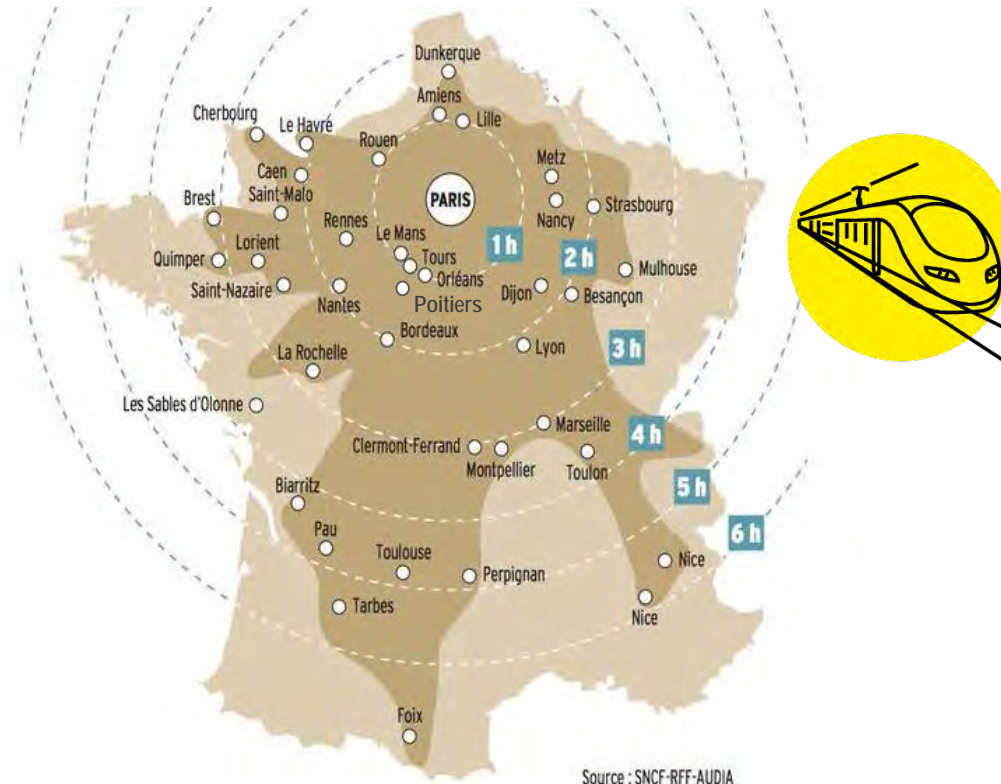 Dunkerque
Amiens
Lille
Cherbourg
Le Havre
Rouen
Caen
Metz
Saint-Malo
Brest
PARIS
Nancy
Strasbourg
Rennes
Le Mans
1 h
Quimper
Lorient
Tours
2 h
Mulhouse
Orléans
Saint-Nazaire
Nantes
Poitiers
Dijon
Besançon
Bordeaux
Lyon
3 h
La Rochelle
Les Sables d'Olonne
Marseille
4 h
Clermont-Ferrand
Montpellier
Toulon
Biarritz
5 h
Pau
6 h
Toulouse
Nice
Perpignan
Tarbes
Nice
Foix
Source : SNCF-RFF-AUDIA